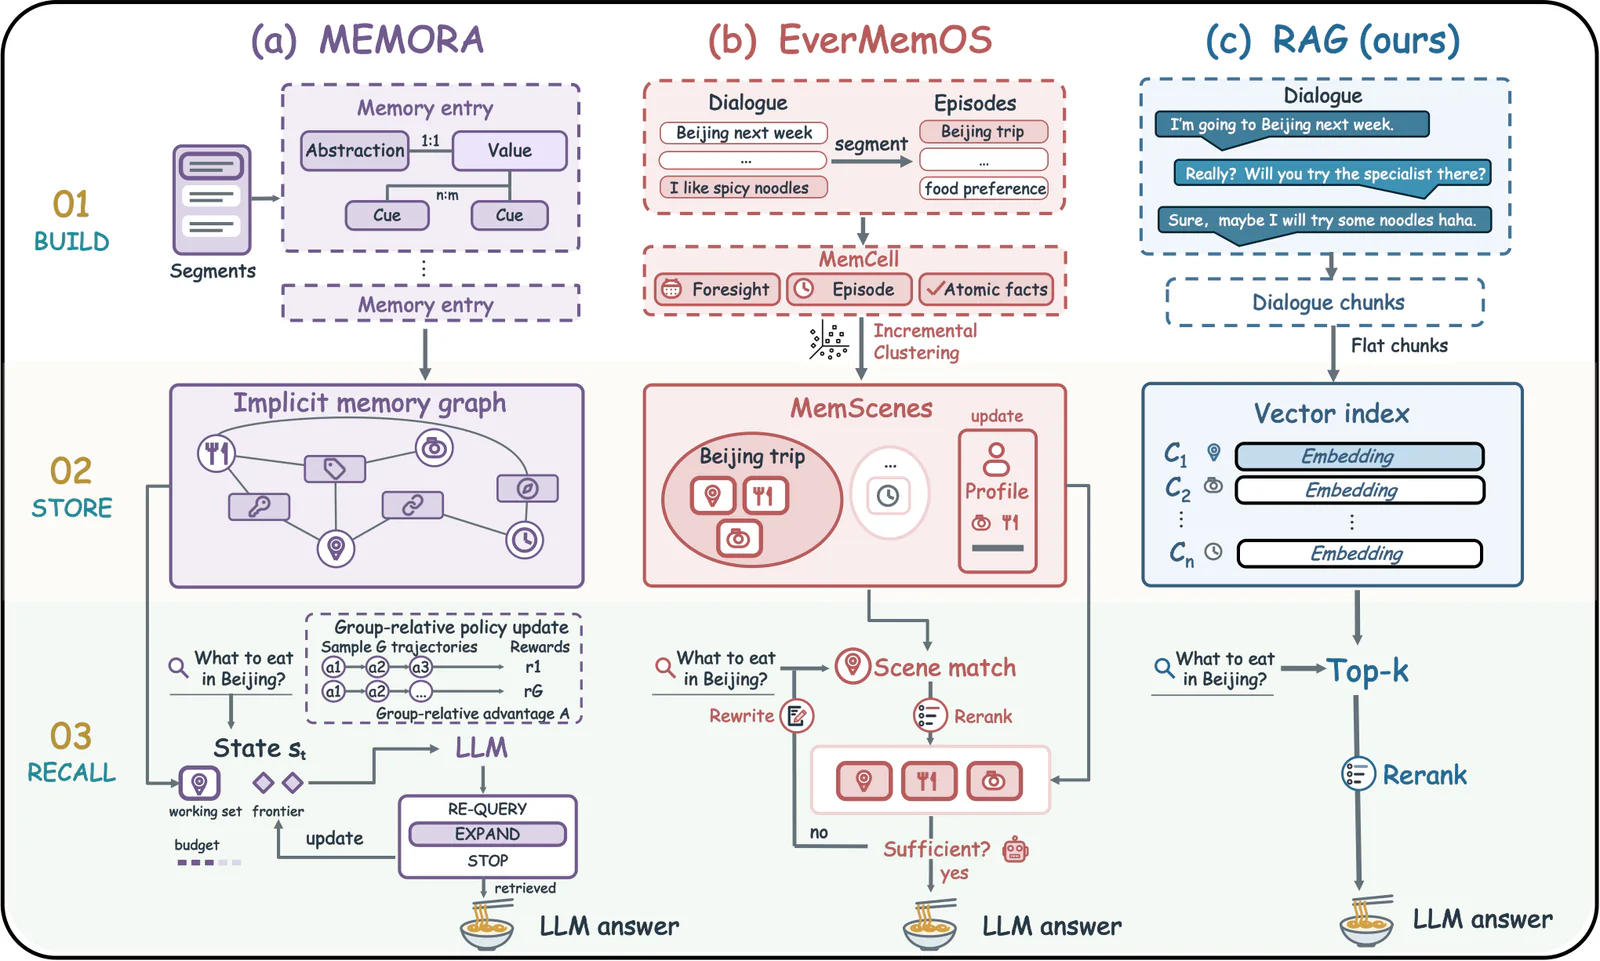 (a) MEMORA
Memory entry
Abstraction
1:1
Value
n:m
Cue
Cue
Segments
⋮
Memory entry
(b) EverMemOS
Dialogue
Episodes
Beijing next week
...
I like spicy noodles
segment
Beijing trip
...
food preference
MemCell
Foresight
Episode
Atomic facts
Incremental
Clustering
(c) RAG (ours)
Dialogue
I'm going to Beijing next week.
Really? Will you try the specialist there?
Sure, maybe I will try some noodles haha.
Dialogue chunks
Flat chunks
01
BUILD
02
STORE
Implicit memory graph
MemScenes
Beijing trip
...
update
Profile
Vector index
C1
Embedding
C2
Embedding
⋮
⋮
Cn
Embedding
03
RECALL
What to eat
in Beijing?
Group-relative policy update
Sample G trajectories
Rewards
a1
a2
a3
r1
a1
a2
...
rG
Group-relative advantage A
State st
LLM
working set
frontier
budget
update
RE-QUERY
EXPAND
STOP
retrieved
LLM answer
What to eat
in Beijing?
Scene match
Rewrite
Rerank
no
Sufficient?
yes
LLM answer
What to eat
in Beijing?
Top-k
Rerank
LLM answer